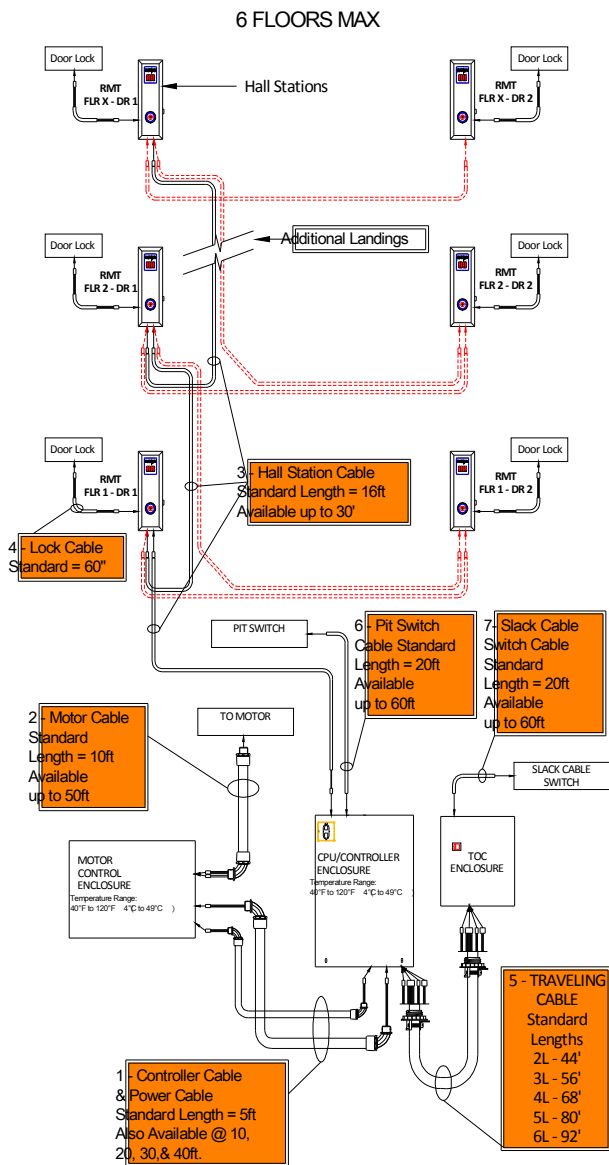 6 FLOORS MAX
Door Lock
RMT
FLR X - DR 1
Hall Stations
Door Lock
RMT
FLR X - DR 2
Additional Landings
Door Lock
RMT
FLR 2 - DR 1
Door Lock
RMT
FLR 2 - DR 2
Door Lock
RMT
FLR 1 - DR 1
3 - Hall Station Cable
Standard Length = 16ft
Available up to 30'
Door Lock
RMT
FLR 1 - DR 2
4 - Lock Cable
Standard = 60"
PIT SWITCH
6 - Pit Switch
Cable Standard
Length = 20ft
Available
up to 60ft
7- Slack Cable
Switch Cable
Standard
Length = 20ft
Available
up to 60ft
2 - Motor Cable
Standard
Length = 10ft
Available
up to 50ft
TO MOTOR
SLACK CABLE
SWITCH
MOTOR
CONTROL
ENCLOSURE
Temperature Range:
40°F to 120°F 4°C to 49°C )
CPU/CONTROLLER
ENCLOSURE
Temperature Range:
40°F to 120°F 4°C to 49°C )
TOC
ENCLOSURE
1 - Controller Cable
& Power Cable
Standard Length = 5ft
Also Available @ 10,
20, 30,& 40ft.
5 - TRAVELING
CABLE
Standard
Lengths
2L - 44'
3L - 56'
4L - 68'
5L - 80'
6L - 92'